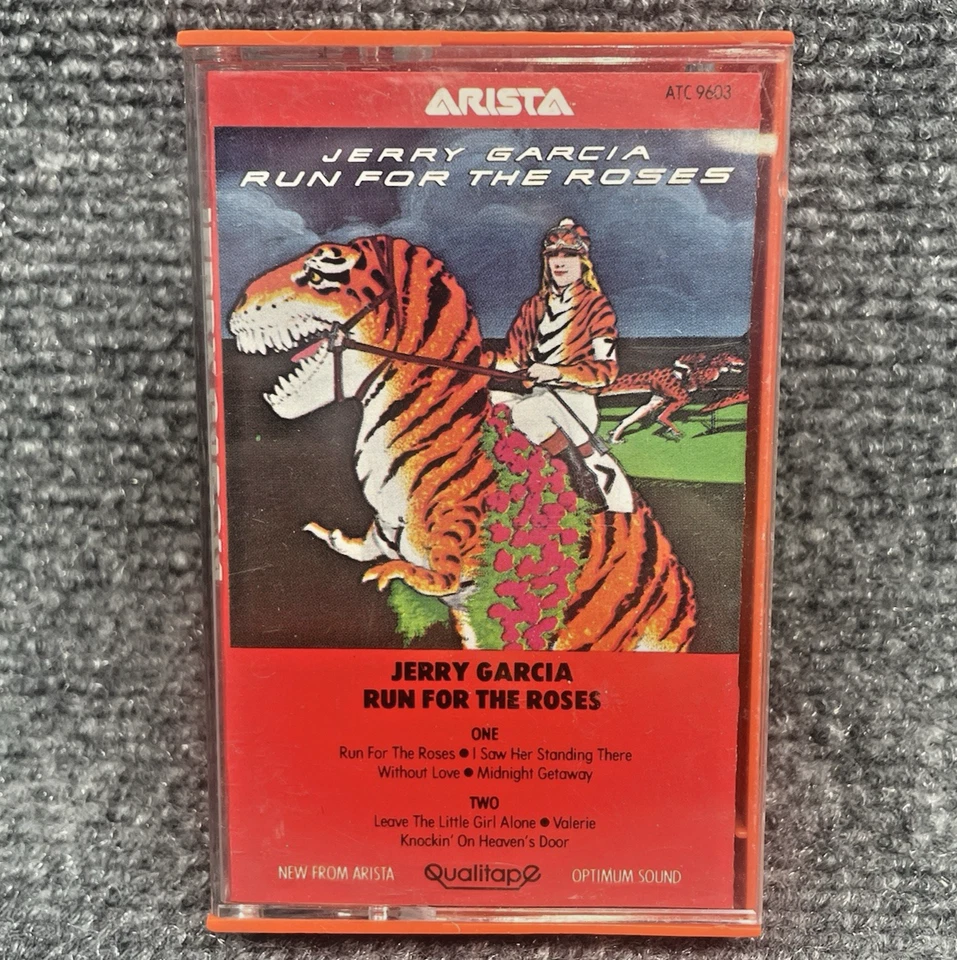 ARISTA
ATC 9603
JERRY GARCIA
RUN FOR THE ROSES
7
7
JERRY GARCIA
RUN FOR THE ROSES
ONE
Run For The Roses ● I Saw Her Standing There
Without Love ● Midnight Getaway
TWO
Leave The Little Girl Alone ● Valerie
Knockin' On Heaven's Door
NEW FROM ARISTA Qualitape OPTIMUM SOUND